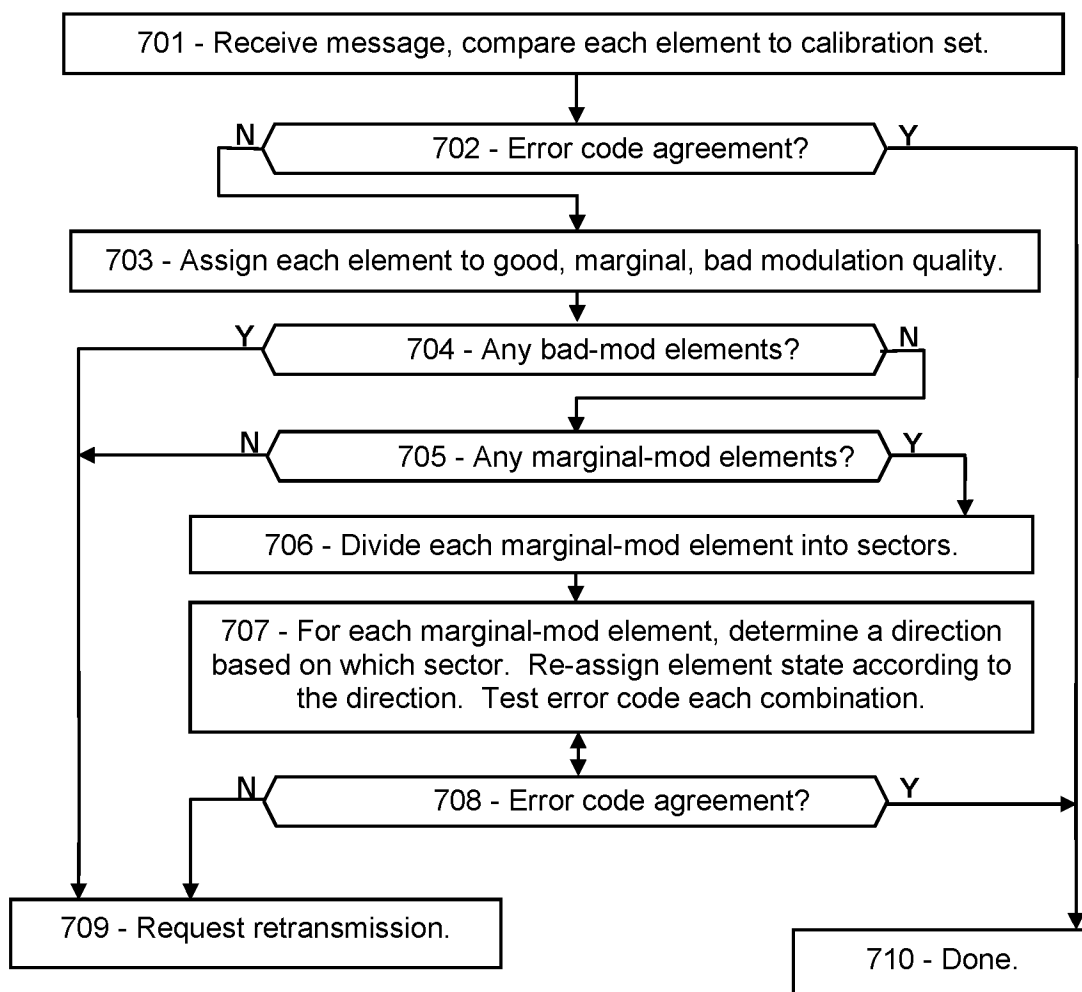 701 - Receive message, compare each element to calibration set.
N
Y
702 - Error code agreement?
703 - Assign each element to good, marginal, bad modulation quality.
Y
N
704 - Any bad-mod elements?
N
Y
705 - Any marginal-mod elements?
706 - Divide each marginal-mod element into sectors.
707 - For each marginal-mod element, determine a direction
based on which sector. Re-assign element state according to
the direction. Test error code each combination.
N
Y
708 - Error code agreement?
709 - Request retransmission.
710 - Done.